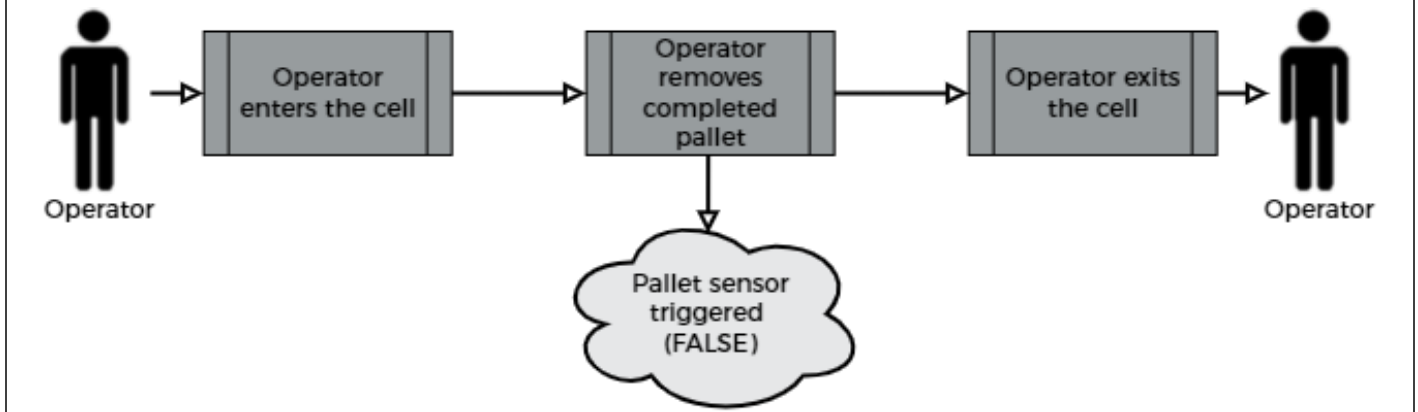 Operator
Operator
enters the cell
Operator
removes
completed
pallet
Operator exits
the cell
Operator
Pallet sensor
triggered
(FALSE)